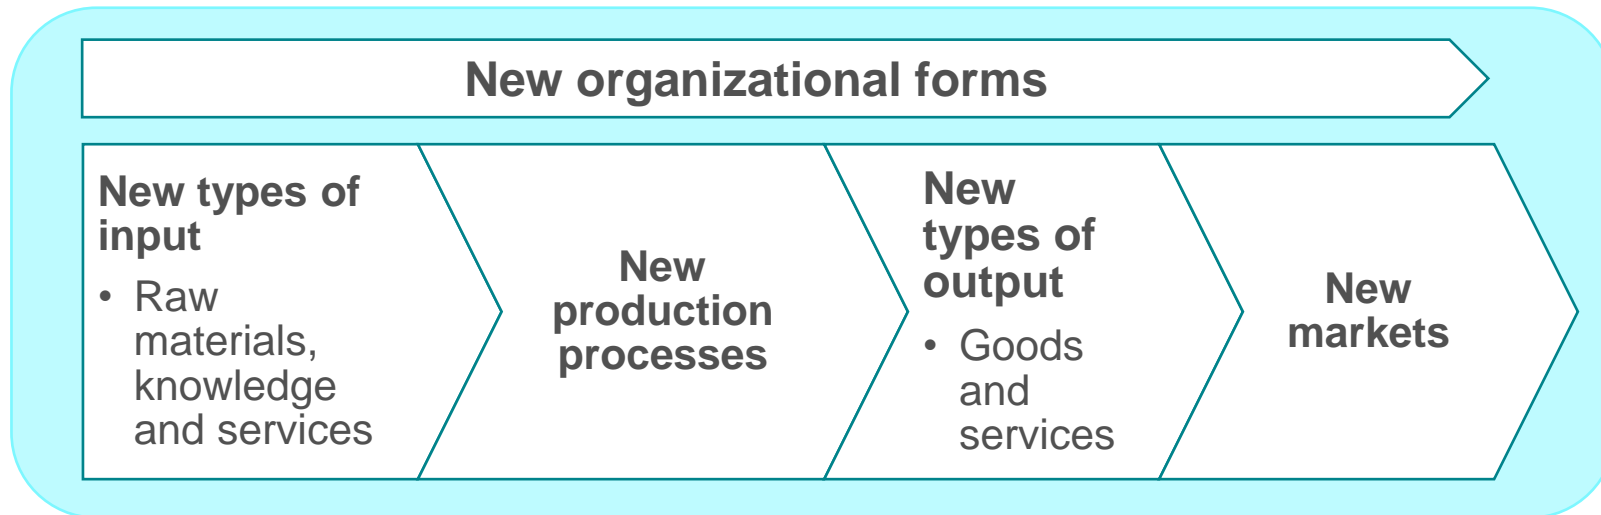 New organizational forms
New types of
input
• Raw
materials,
knowledge
and services
New
production
processes
New
types of
output
• Goods
and
services
New
markets